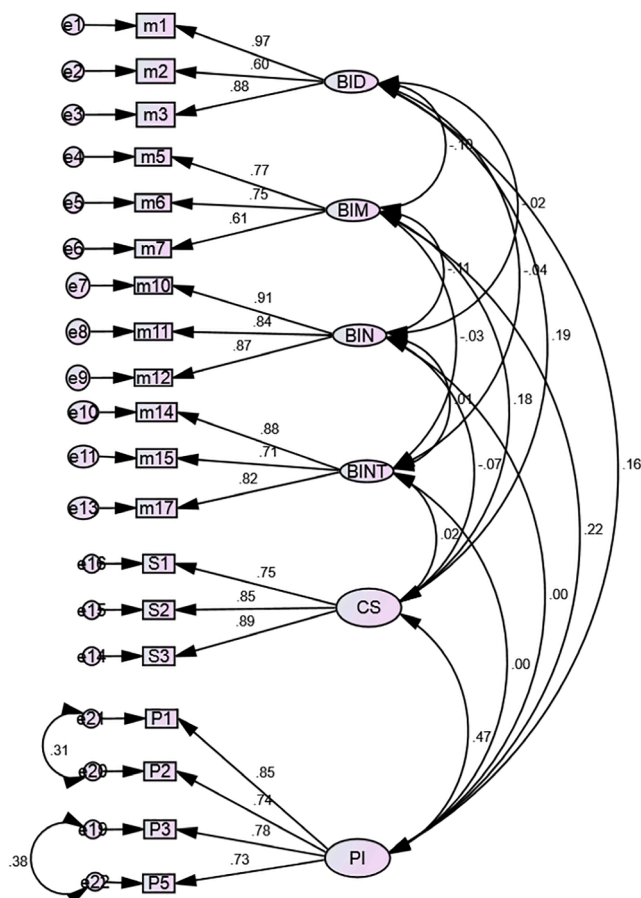 e1 m1
.97
e2 m2 .60
BID
.88
e3 m3
e4 m5
.77
-.02
e5 m6 .75
BIM
.61
e6 m7
-.11
-.04
e7 m10
.91
e8 m11 .84
BIN
-.03
.19
.87
e9 m12
.01
.18
e10 m14
.88
e11 m15 .71
BINT
-.07
.16
.82
e13 m17
.02
.22
e16 S1
.75
.00
e15 S2 .85
CS
.89
e14 S3
.00
e21 P1
.47
.31
.85
e20 P2
.74
e19 P3 .78
PI
.38
.73
e22 P5